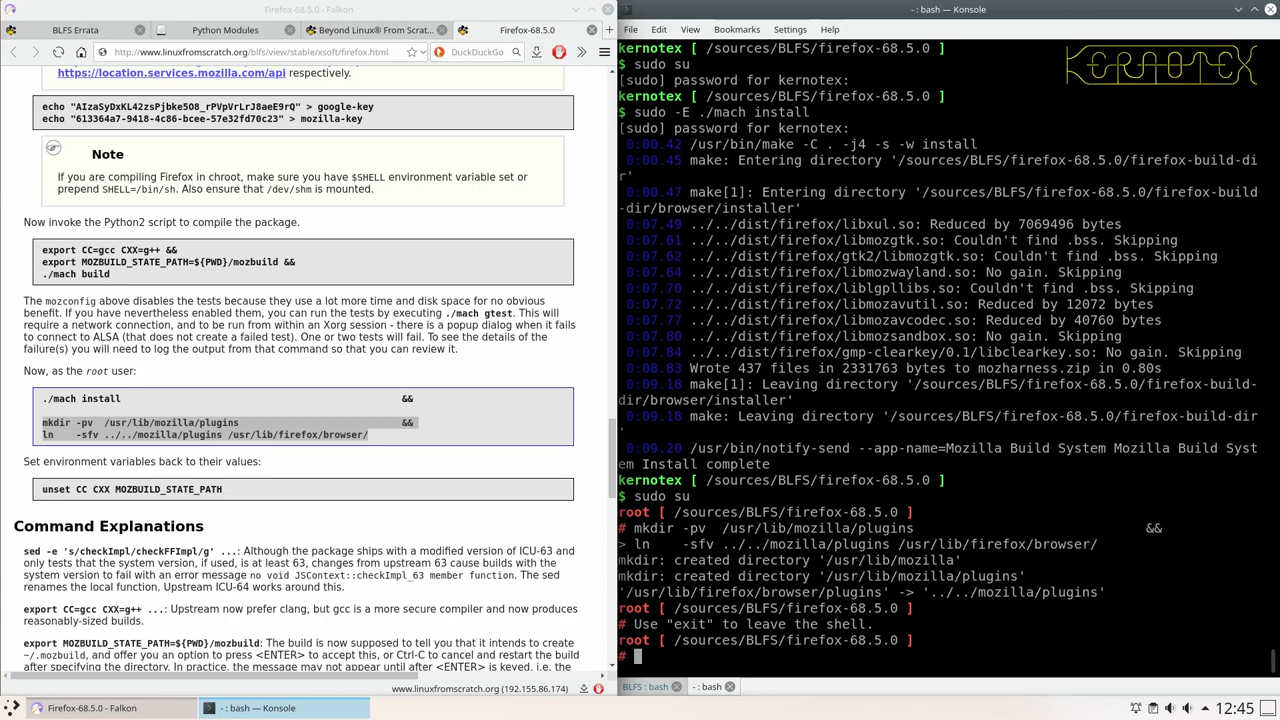 Firefox-68.5.0 - Falkon
BLFS Errata
Python Modules
Beyond Linux® From Scra...
Firefox-68.5.0
http://www.linuxfromscratch.org/blfs/view/stable/xsoft/firefox.html
DuckDuckGo
https://location.services.mozilla.com/api respectively.
echo "AIzaSyDxKL42zsPjbke5O8_rPVpVrLrJ8aeE9rQ" > google-key
echo "613364a7-9418-4c86-bcee-57e32fd70c23" > mozilla-key
Note
If you are compiling Firefox in chroot, make sure you have $SHELL environment variable set or
prepend SHELL=/bin/sh. Also ensure that /dev/shm is mounted.
Now invoke the Python2 script to compile the package.
export CC=gcc CXX=g++ &&
export MOZBUILD_STATE_PATH=${PWD}/mozbuild &&
./mach build
The mozconfig above disables the tests because they use a lot more time and disk space for no obvious
benefit. If you have nevertheless enabled them, you can run the tests by executing ./mach gtest. This will
require a network connection, and to be run from within an Xorg session - there is a popup dialog when it fails
to connect to ALSA (that does not create a failed test). One or two tests will fail. To see the details of the
failure(s) you will need to log the output from that command so that you can review it.
Now, as the root user:
./mach install &&
mkdir -pv /usr/lib/mozilla/plugins &&
ln -sfv ../../mozilla/plugins /usr/lib/firefox/browser/
Set environment variables back to their values:
unset CC CXX MOZBUILD_STATE_PATH
Command Explanations
sed -e 's/checkImpl/checkFFImpl/g' ...: Although the package ships with a modified version of ICU-63 and
only tests that the system version, if used, is at least 63, changes from upstream 63 cause builds with the
system version to fail with an error message no void JSContext::checkImpl_63 member function. The sed
renames the local function. Upstream ICU-64 works around this.
export CC=gcc CXX=g++ ...: Upstream now prefer clang, but gcc is a more secure compiler and now produces
reasonably-sized builds.
export MOZBUILD_STATE_PATH=${PWD}/mozbuild: The build is now supposed to tell you that it intends to create
~/.mozbuild, and offer you an option to press <ENTER> to accept this, or Ctrl-C to cancel and restart the build
after specifying the directory. In practice, the message may not appear until after <ENTER> is keyed, i.e. the
www.linuxfromscratch.org (192.155.86.174)
- : bash — Konsole
File Edit View Bookmarks Settings Help
KERNOTEX
kernotex [ /sources/BLFS/firefox-68.5.0 ]
$ sudo su
[sudo] password for kernotex:
kernotex [ /sources/BLFS/firefox-68.5.0 ]
$ sudo -E ./mach install
[sudo] password for kernotex:
0:00.42 /usr/bin/make -C . -j4 -s -w install
0:00.45 make: Entering directory '/sources/BLFS/firefox-68.5.0/firefox-build-di
r'
0:00.47 make[1]: Entering directory '/sources/BLFS/firefox-68.5.0/firefox-build
-dir/browser/installer'
0:07.49 ../../dist/firefox/libxul.so: Reduced by 7069496 bytes
0:07.61 ../../dist/firefox/libmozgtk.so: Couldn't find .bss. Skipping
0:07.62 ../../dist/firefox/gtk2/libmozgtk.so: Couldn't find .bss. Skipping
0:07.64 ../../dist/firefox/libmozwayland.so: No gain. Skipping
0:07.70 ../../dist/firefox/liblgpllibs.so: Couldn't find .bss. Skipping
0:07.72 ../../dist/firefox/libmozavutil.so: Reduced by 12072 bytes
0:07.77 ../../dist/firefox/libmozavcodec.so: Reduced by 40760 bytes
0:07.82 ../../dist/firefox/libmozsandbox.so: No gain. Skipping
0:07.84 ../../dist/firefox/gmp-clearkey/0.1/libclearkey.so: No gain. Skipping
0:08.83 Wrote 437 files in 2331763 bytes to mozharness.zip in 0.80s
0:09.18 make[1]: Leaving directory '/sources/BLFS/firefox-68.5.0/firefox-build-
dir/browser/installer'
0:09.18 make: Leaving directory '/sources/BLFS/firefox-68.5.0/firefox-build-dir
'
0:09.20 /usr/bin/notify-send --app-name=Mozilla Build System Mozilla Build Syst
em Install complete
kernotex [ /sources/BLFS/firefox-68.5.0 ]
$ sudo su
root [ /sources/BLFS/firefox-68.5.0 ]
# mkdir -pv /usr/lib/mozilla/plugins &&
> ln -sfv ../../mozilla/plugins /usr/lib/firefox/browser/
mkdir: created directory '/usr/lib/mozilla'
mkdir: created directory '/usr/lib/mozilla/plugins'
'/usr/lib/firefox/browser/plugins' -> '../../mozilla/plugins'
root [ /sources/BLFS/firefox-68.5.0 ]
# Use "exit" to leave the shell.
root [ /sources/BLFS/firefox-68.5.0 ]
#
BLFS : bash
- : bash
Firefox-68.5.0 - Falkon
- : bash — Konsole
12:45